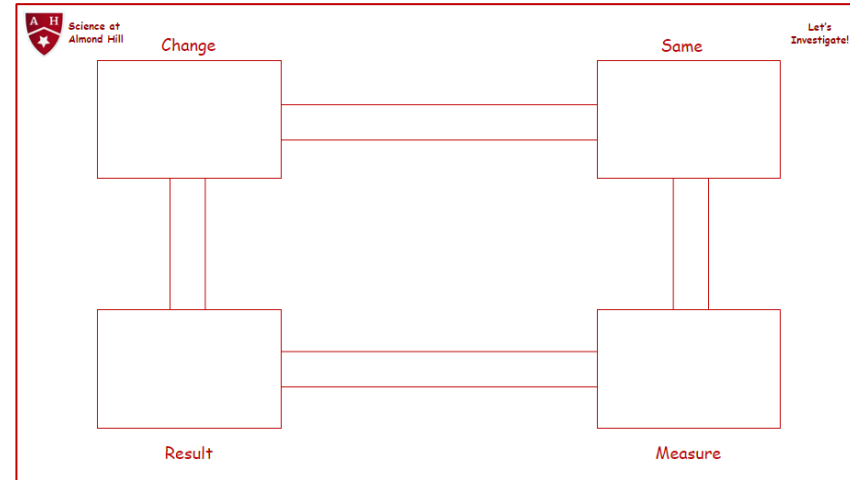 A H
Science at
Almond Hill
Let's
Investigate!
Change
Same
Result
Measure